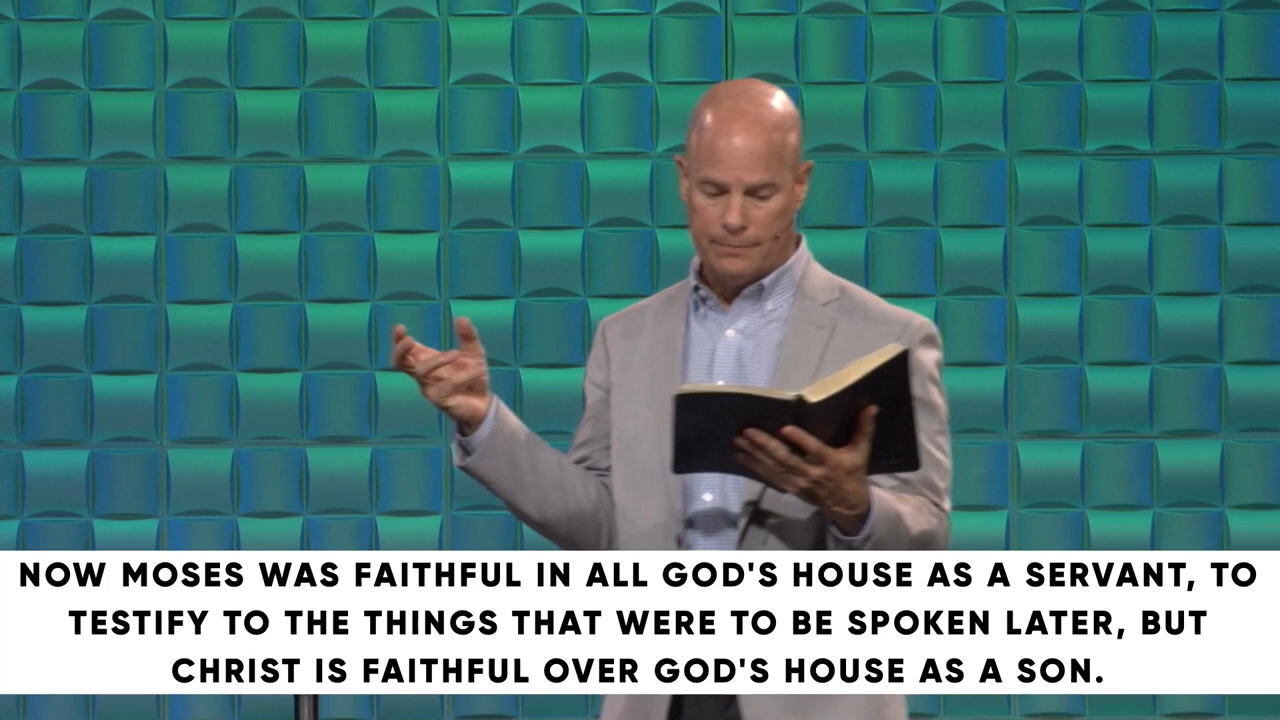 NOW MOSES WAS FAITHFUL IN ALL GOD'S HOUSE AS A SERVANT, TO
TESTIFY TO THE THINGS THAT WERE TO BE SPOKEN LATER, BUT
CHRIST IS FAITHFUL OVER GOD'S HOUSE AS A SON.